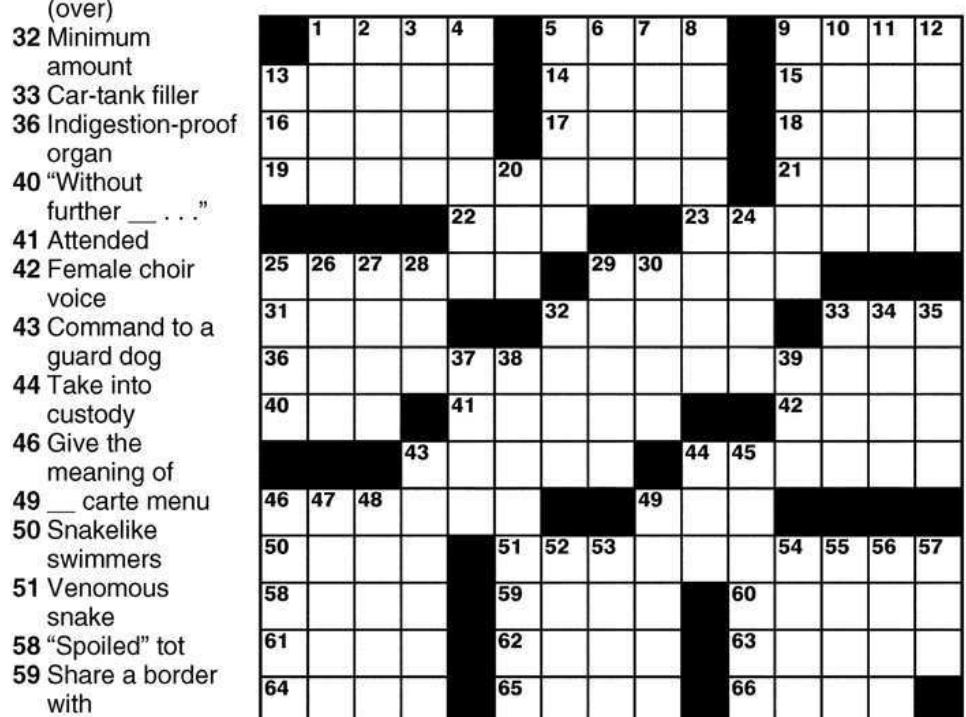 (over)
32 Minimum
amount
33 Car-tank filler
36 Indigestion-proof
organ
40 “Without
further __ . . .”
41 Attended
42 Female choir
voice
43 Command to a
guard dog
44 Take into
custody
46 Give the
meaning of
49 __ carte menu
50 Snakelike
swimmers
51 Venomous
snake
58 “Spoiled” tot
59 Share a border
with
1 2 3 4 5 6 7 8 9 10 11 12
13 14 15
16 17 18
19 20 21
22 23 24
25 26 27 28 29 30
31 32 33 34 35
36 37 38 39
40 41 42
43 44 45
46 47 48 49
50 51 52 53 54 55 56 57
58 59 60
61 62 63
64 65 66